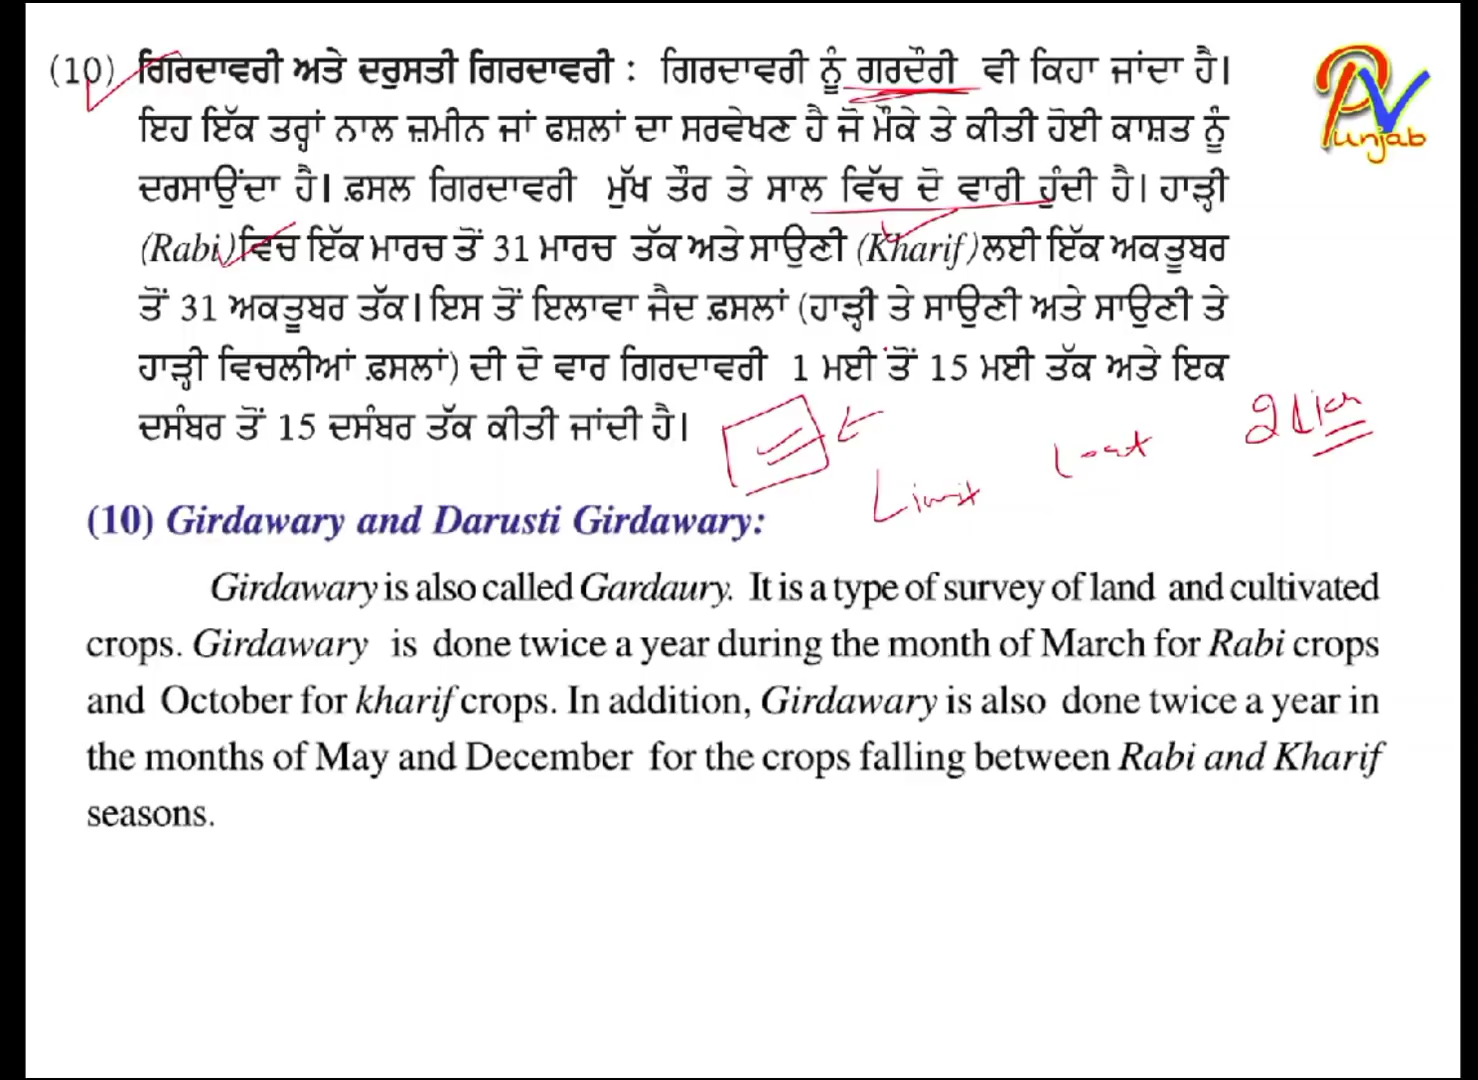 (10) ਗਿਰਦਾਵਰੀ ਅਤੇ ਦਰੁਸਤੀ ਗਿਰਦਾਵਰੀ : ਗਿਰਦਾਵਰੀ ਨੂੰ ਗਰਦੌਰੀ ਵੀ ਕਿਹਾ ਜਾਂਦਾ ਹੈ।
ਇਹ ਇੱਕ ਤਰ੍ਹਾਂ ਨਾਲ ਜ਼ਮੀਨ ਜਾਂ ਫਸ਼ਲਾਂ ਦਾ ਸਰਵੇਖਣ ਹੈ ਜੋ ਮੌਕੇ ਤੇ ਕੀਤੀ ਹੋਈ ਕਾਸ਼ਤ ਨੂੰ
ਦਰਸਾਉਂਦਾ ਹੈ। ਫ਼ਸਲ ਗਿਰਦਾਵਰੀ ਮੁੱਖ ਤੌਰ ਤੇ ਸਾਲ ਵਿੱਚ ਦੋ ਵਾਰੀ ਹੁੰਦੀ ਹੈ। ਹਾੜ੍ਹੀ
(Rabi) ਵਿਚ ਇੱਕ ਮਾਰਚ ਤੋਂ 31 ਮਾਰਚ ਤੱਕ ਅਤੇ ਸਾਉਣੀ (Kharif) ਲਈ ਇੱਕ ਅਕਤੂਬਰ
ਤੋਂ 31 ਅਕਤੂਬਰ ਤੱਕ। ਇਸ ਤੋਂ ਇਲਾਵਾ ਜੈਦ ਫ਼ਸਲਾਂ (ਹਾੜ੍ਹੀ ਤੇ ਸਾਉਣੀ ਅਤੇ ਸਾਉਣੀ ਤੇ
ਹਾੜ੍ਹੀ ਵਿਚਲੀਆਂ ਫ਼ਸਲਾਂ) ਦੀ ਦੋ ਵਾਰ ਗਿਰਦਾਵਰੀ 1 ਮਈ ਤੋਂ 15 ਮਈ ਤੱਕ ਅਤੇ ਇਕ
ਦਸੰਬਰ ਤੋਂ 15 ਦਸੰਬਰ ਤੱਕ ਕੀਤੀ ਜਾਂਦੀ ਹੈ।
Limit
(10) Girdawary and Darusti Girdawary:
Girdawary is also called Gardaury. It is a type of survey of land and cultivated
crops. Girdawary is done twice a year during the month of March for Rabi crops
and October for kharif crops. In addition, Girdawary is also done twice a year in
the months of May and December for the crops falling between Rabi and Kharif
seasons.
PV Punjab